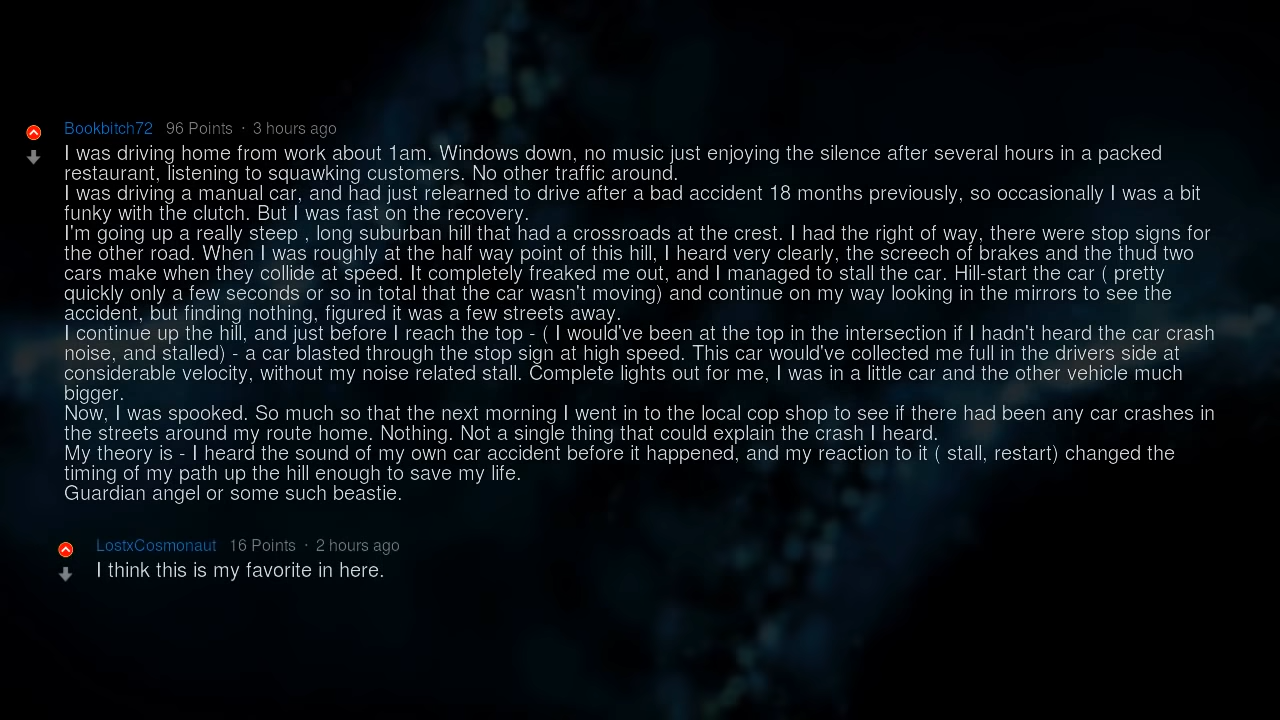 Bookbitch72 96 Points · 3 hours ago
I was driving home from work about 1am. Windows down, no music just enjoying the silence after several hours in a packed
restaurant, listening to squawking customers. No other traffic around.
I was driving a manual car, and had just relearned to drive after a bad accident 18 months previously, so occasionally I was a bit
funky with the clutch. But I was fast on the recovery.
I'm going up a really steep , long suburban hill that had a crossroads at the crest. I had the right of way, there were stop signs for
the other road. When I was roughly at the half way point of this hill, I heard very clearly, the screech of brakes and the thud two
cars make when they collide at speed. It completely freaked me out, and I managed to stall the car. Hill-start the car ( pretty
quickly only a few seconds or so in total that the car wasn't moving) and continue on my way looking in the mirrors to see the
accident, but finding nothing, figured it was a few streets away.
I continue up the hill, and just before I reach the top - ( I would've been at the top in the intersection if I hadn't heard the car crash
noise, and stalled) - a car blasted through the stop sign at high speed. This car would've collected me full in the drivers side at
considerable velocity, without my noise related stall. Complete lights out for me, I was in a little car and the other vehicle much
bigger.
Now, I was spooked. So much so that the next morning I went in to the local cop shop to see if there had been any car crashes in
the streets around my route home. Nothing. Not a single thing that could explain the crash I heard.
My theory is - I heard the sound of my own car accident before it happened, and my reaction to it ( stall, restart) changed the
timing of my path up the hill enough to save my life.
Guardian angel or some such beastie.
LostxCosmonaut 16 Points · 2 hours ago
I think this is my favorite in here.